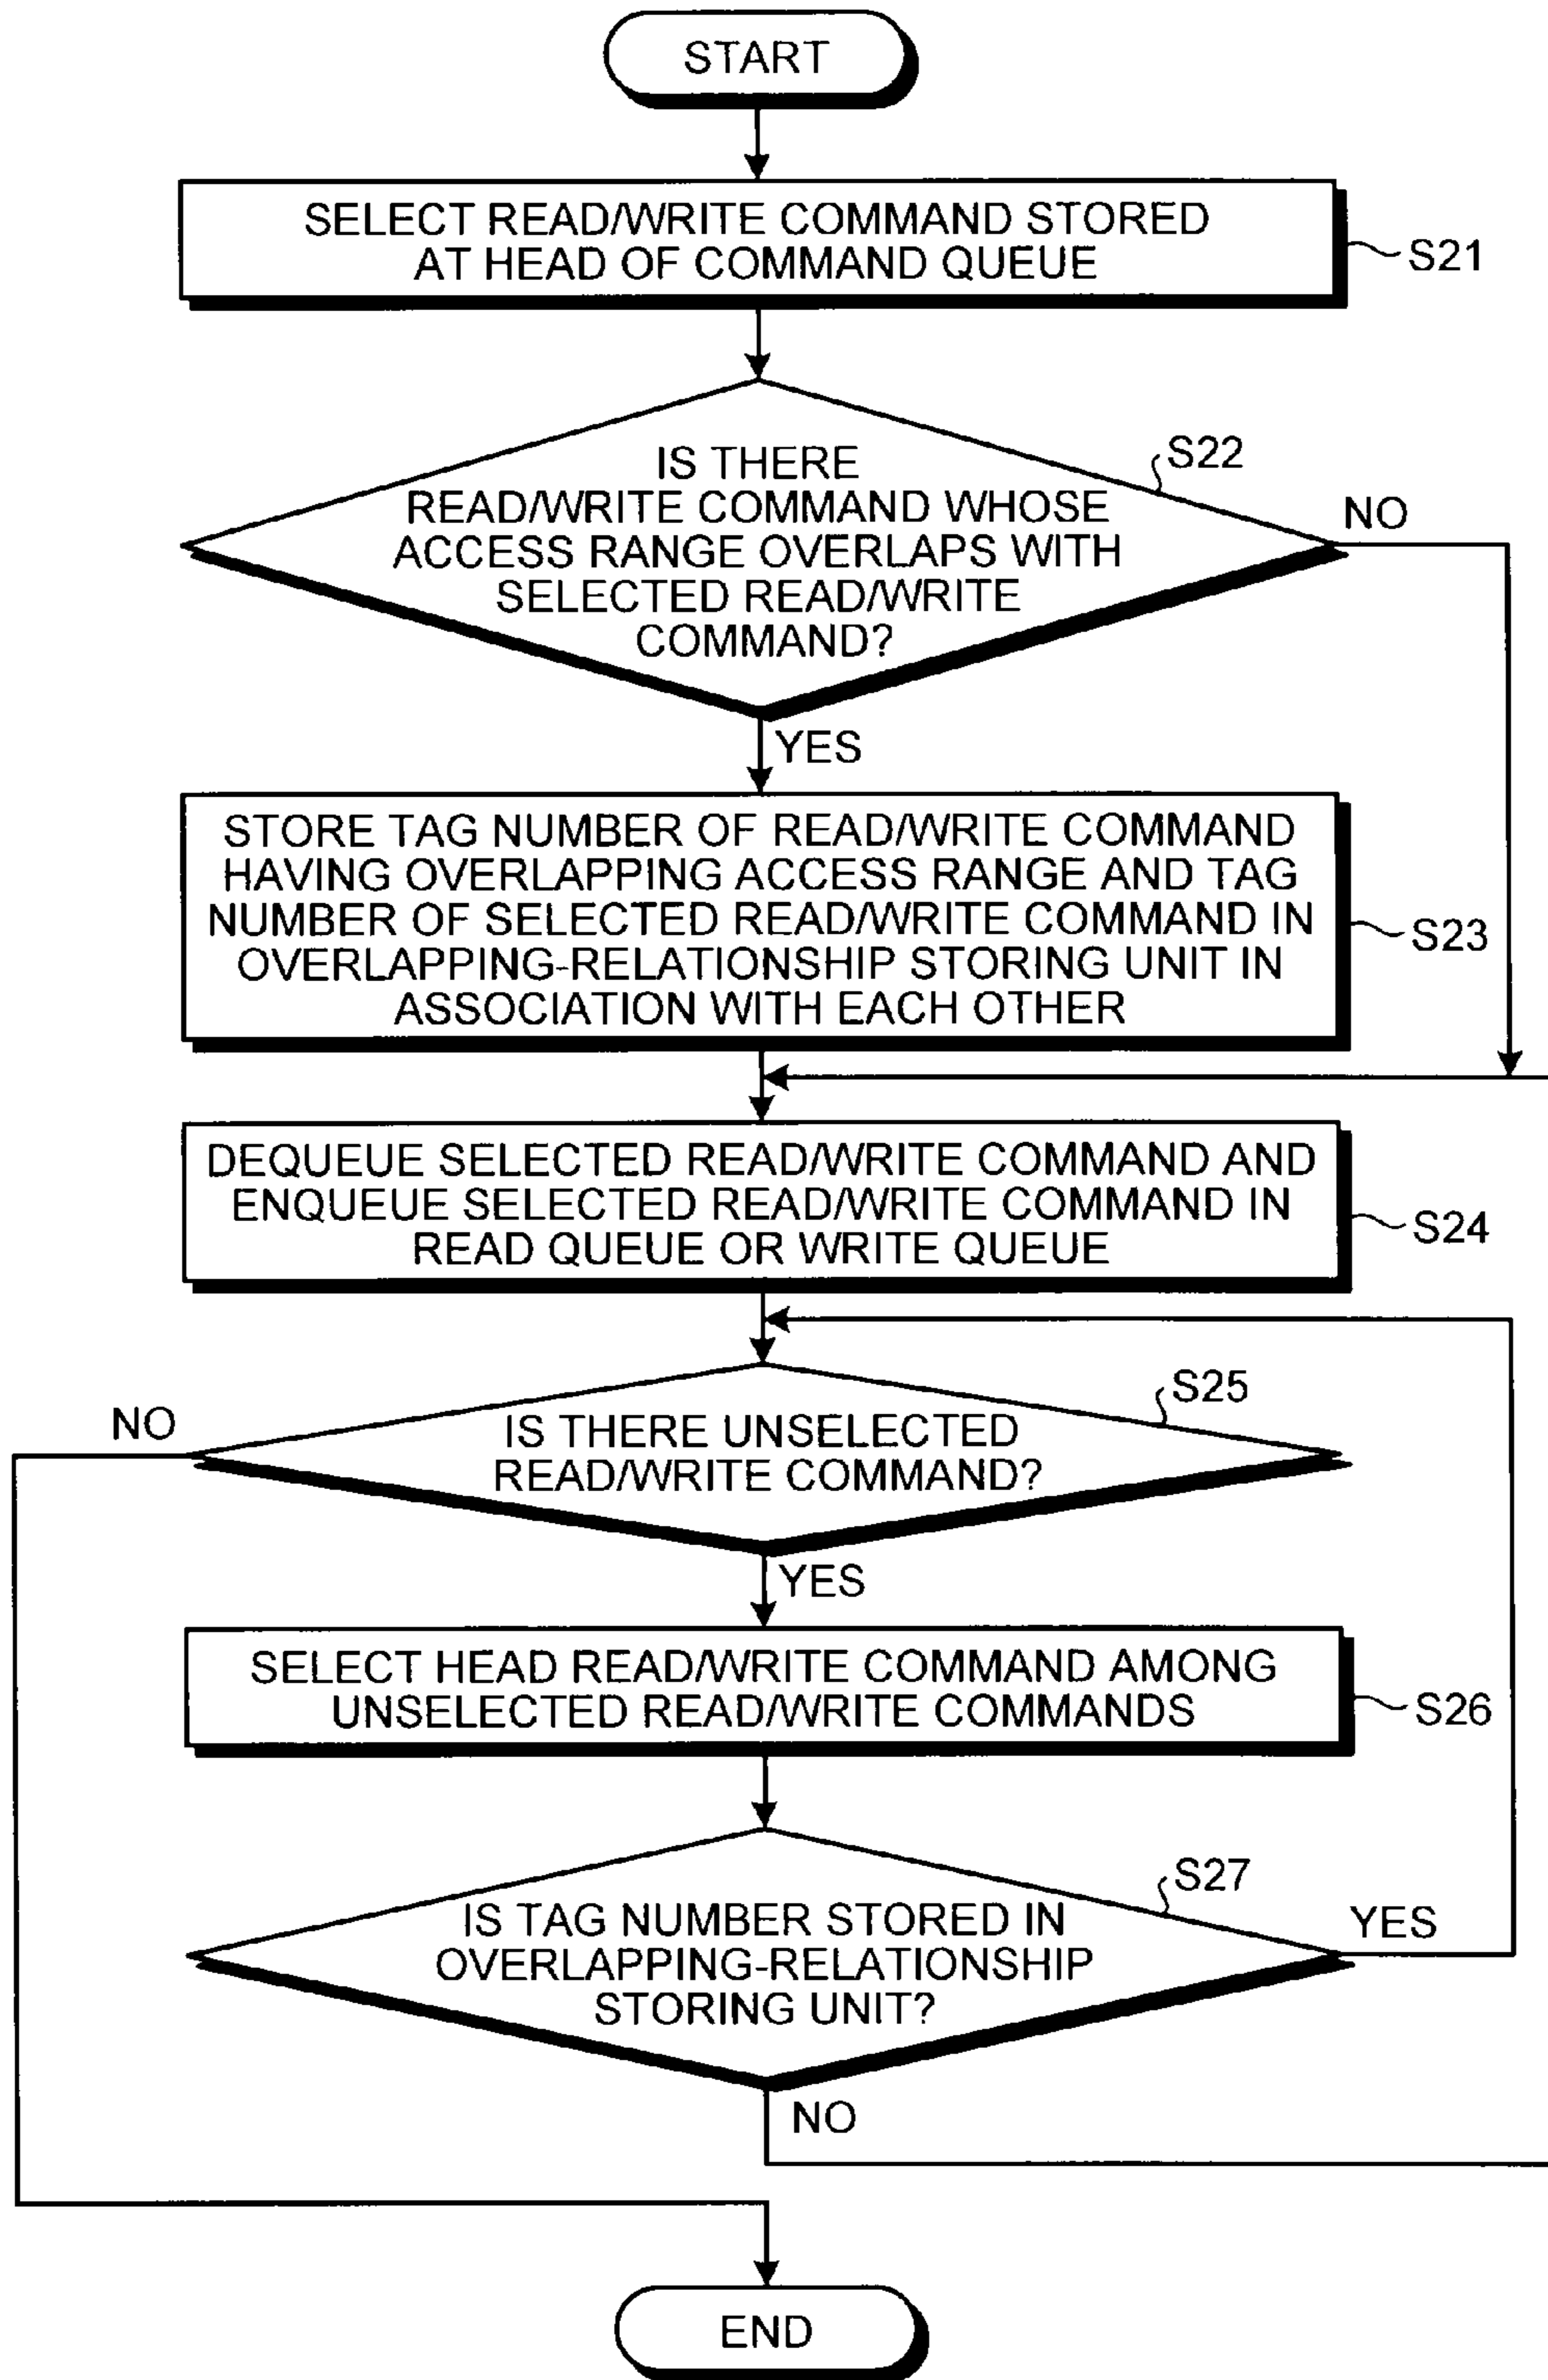 START
SELECT READ/WRITE COMMAND STORED
AT HEAD OF COMMAND QUEUE
S21
IS THERE
READ/WRITE COMMAND WHOSE
ACCESS RANGE OVERLAPS WITH
SELECTED READ/WRITE
COMMAND?
S22
NO
YES
STORE TAG NUMBER OF READ/WRITE COMMAND
HAVING OVERLAPPING ACCESS RANGE AND TAG
NUMBER OF SELECTED READ/WRITE COMMAND IN
OVERLAPPING-RELATIONSHIP STORING UNIT IN
ASSOCIATION WITH EACH OTHER
S23
DEQUEUE SELECTED READ/WRITE COMMAND AND
ENQUEUE SELECTED READ/WRITE COMMAND IN
READ QUEUE OR WRITE QUEUE
S24
S25
NO
IS THERE UNSELECTED
READ/WRITE COMMAND?
YES
SELECT HEAD READ/WRITE COMMAND AMONG
UNSELECTED READ/WRITE COMMANDS
S26
S27
IS TAG NUMBER STORED IN
OVERLAPPING-RELATIONSHIP
STORING UNIT?
YES
NO
END